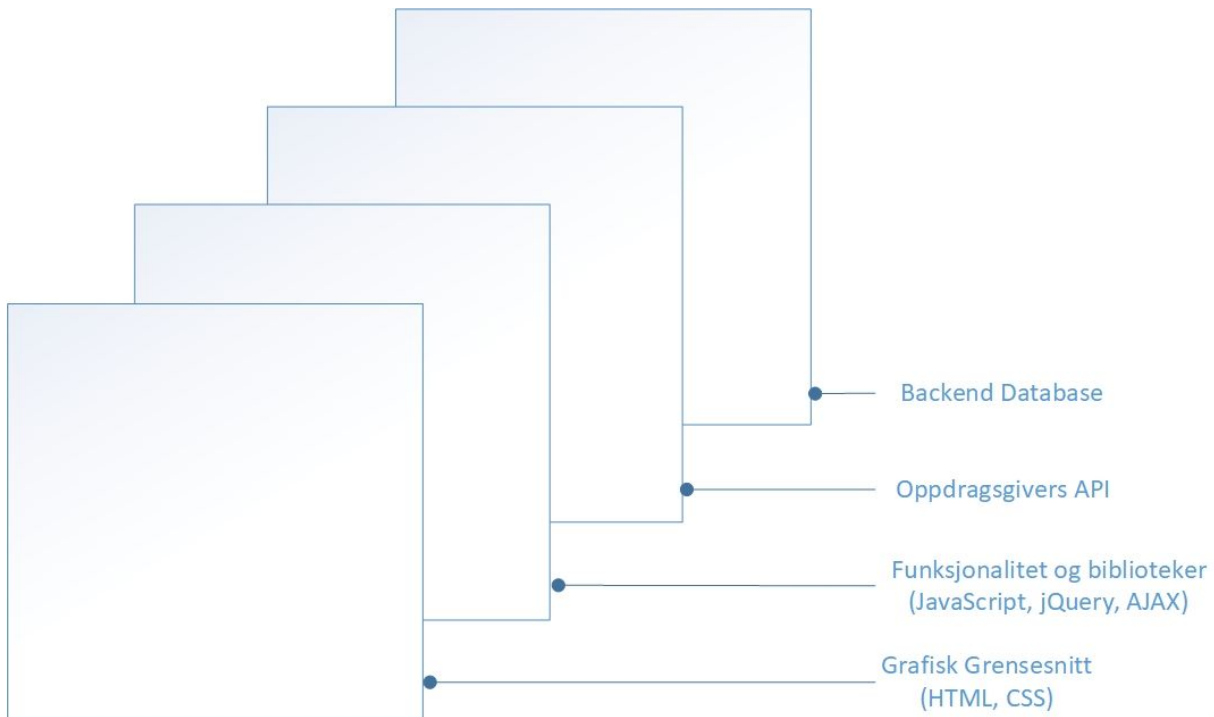 Backend Database
Oppdragsgivers API
Funksjonalitet og biblioteker
(JavaScript, jQuery, AJAX)
Grafisk Grensesnitt
(HTML, CSS)